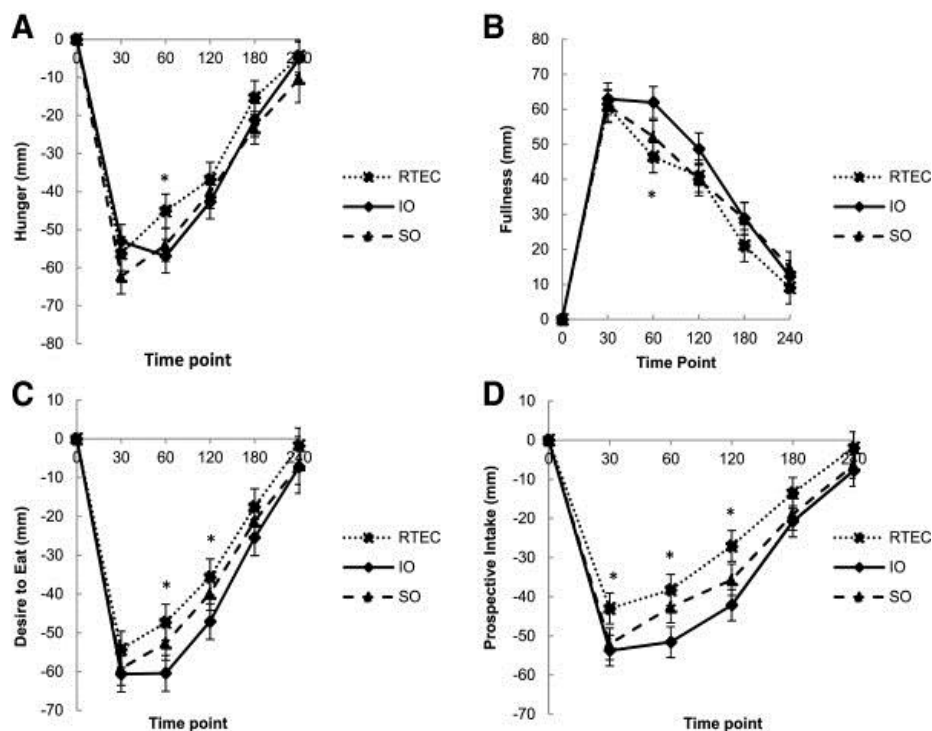 A
0
-10
-20
-30
-40
-50
-60
-70
-80
Hunger (mm)
0 30 60 120 180 240
*
Time point
RTEC
IO
SO
B
80
70
60
50
40
30
20
10
0
Fullness (mm)
*
0 30 60 120 180 240
Time Point
RTEC
IO
SO
C
10
0
-10
-20
-30
-40
-50
-60
-70
Desire to Eat (mm)
0 30 60 120 180 240
* *
Time point
RTEC
IO
SO
D
10
0
-10
-20
-30
-40
-50
-60
-70
Prospective Intake (mm)
0 30 60 120 180 240
* * *
Time point
RTEC
IO
SO